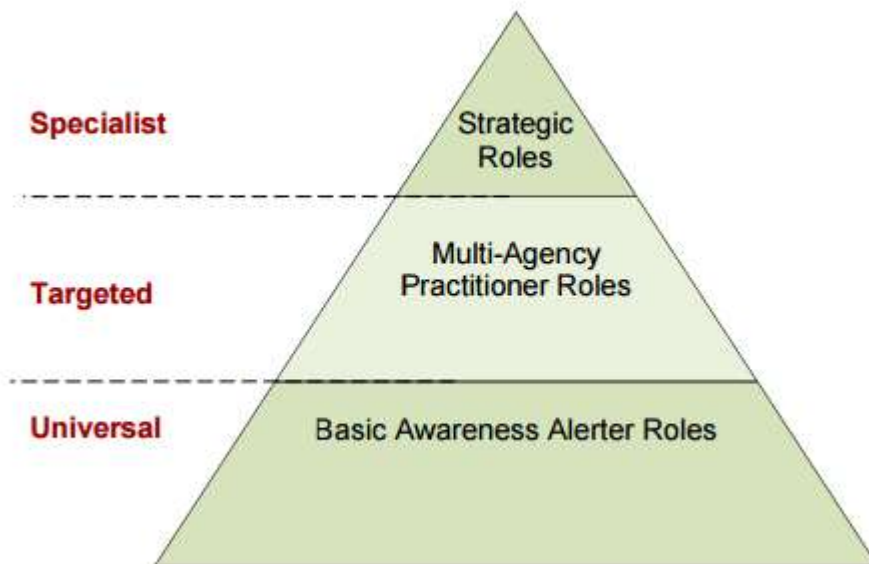 Specialist
Strategic
Roles
Targeted
Multi-Agency
Practitioner Roles
Universal
Basic Awareness Alerter Roles